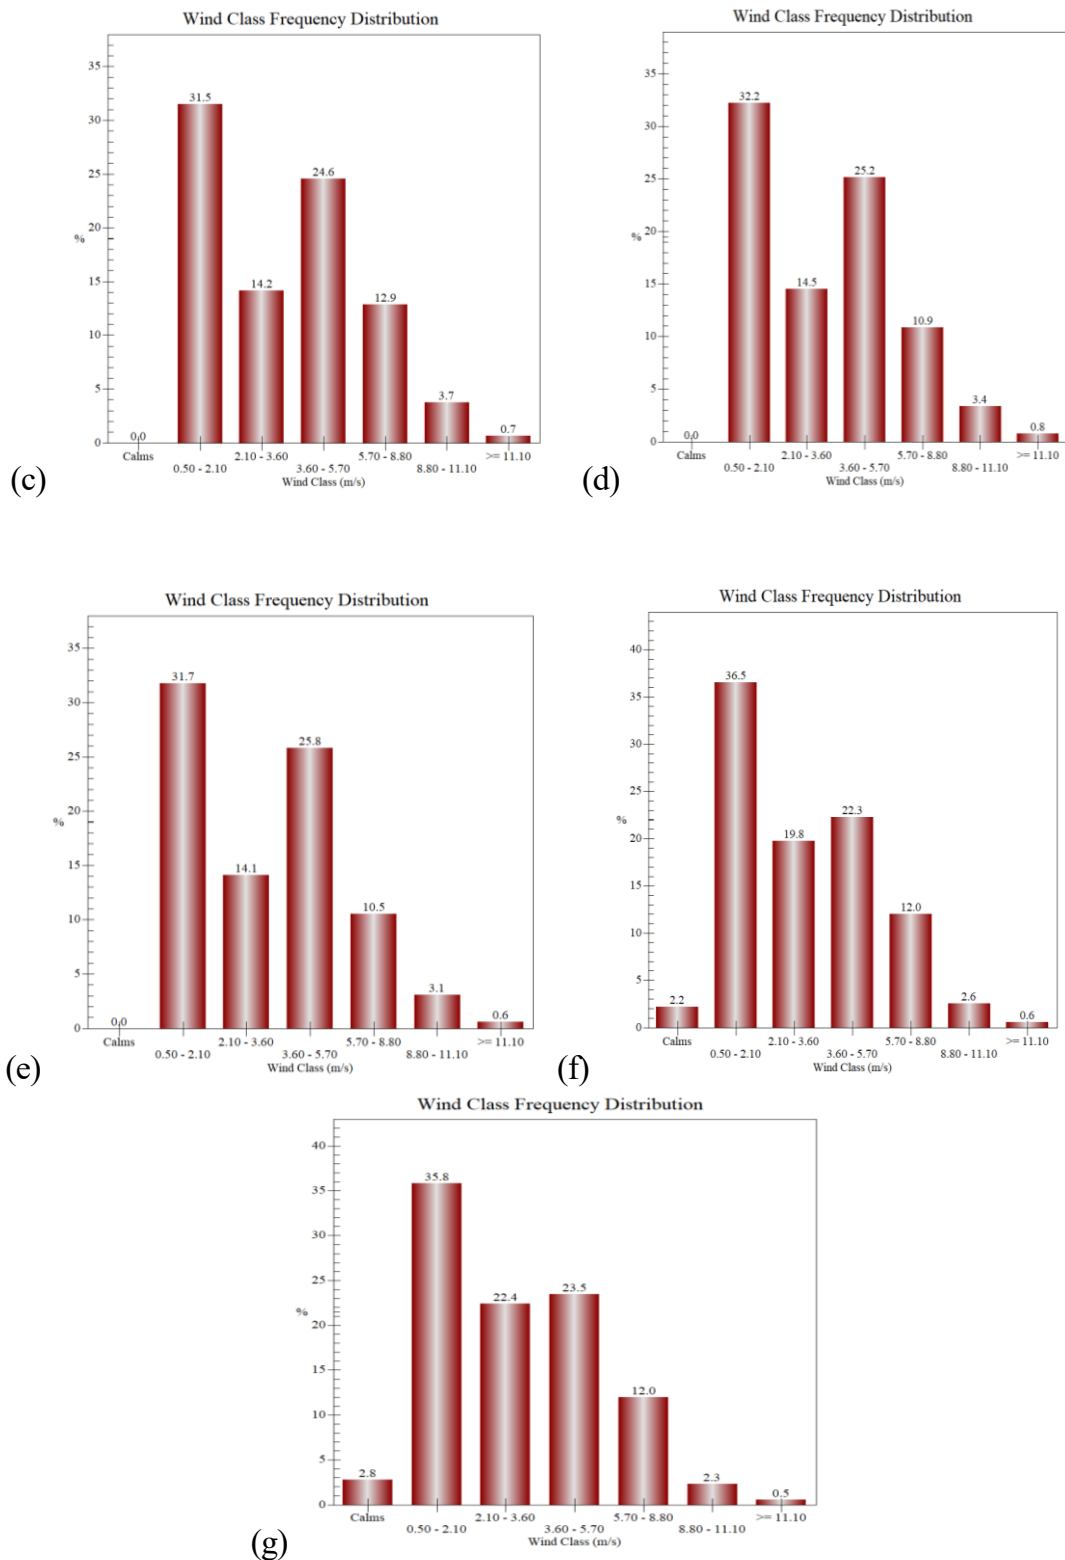 Wind Class Frequency Distribution
35
30
25
20
%
15
10
5
0
0.0
31.5
14.2
24.6
12.9
3.7
0.7
Calms
0.50 - 2.10
2.10 - 3.60
3.60 - 5.70
5.70 - 8.80
8.80 - 11.10
>= 11.10
Wind Class (m/s)
(c)
Wind Class Frequency Distribution
35
30
25
20
%
15
10
5
0
0.0
32.2
14.5
25.2
10.9
3.4
0.8
Calms
0.50 - 2.10
2.10 - 3.60
3.60 - 5.70
5.70 - 8.80
8.80 - 11.10
>= 11.10
Wind Class (m/s)
(d)
Wind Class Frequency Distribution
35
30
25
20
%
15
10
5
0
0.0
31.7
14.1
25.8
10.5
3.1
0.6
Calms
0.50 - 2.10
2.10 - 3.60
3.60 - 5.70
5.70 - 8.80
8.80 - 11.10
>= 11.10
Wind Class (m/s)
(e)
Wind Class Frequency Distribution
40
35
30
25
%
20
15
10
5
0
2.2
36.5
19.8
22.3
12.0
2.6
0.6
Calms
0.50 - 2.10
2.10 - 3.60
3.60 - 5.70
5.70 - 8.80
8.80 - 11.10
>= 11.10
Wind Class (m/s)
(f)
Wind Class Frequency Distribution
40
35
30
25
%
20
15
10
5
0
2.8
35.8
22.4
23.5
12.0
2.3
0.5
Calms
0.50 - 2.10
2.10 - 3.60
3.60 - 5.70
5.70 - 8.80
8.80 - 11.10
>= 11.10
Wind Class (m/s)
(g)